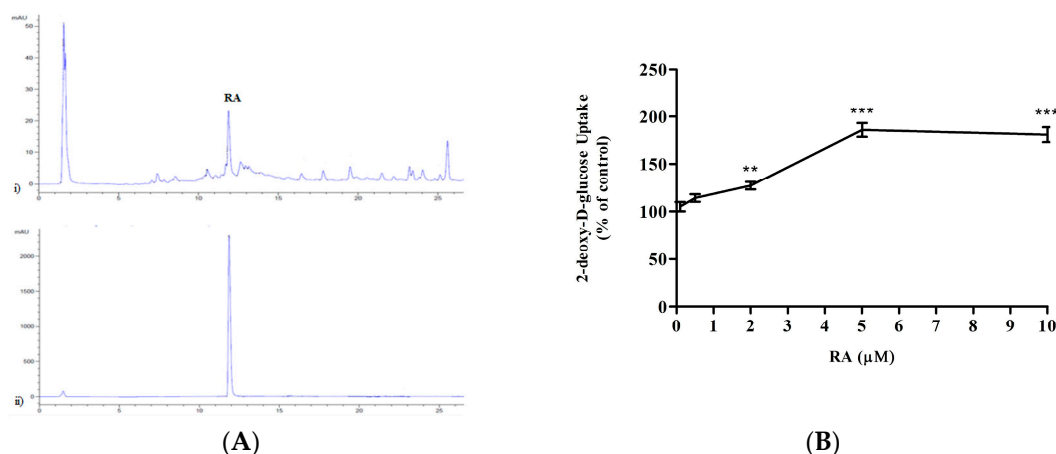 mAU
50
40
30
20
10
0
RA
i)
0 5 10 15 20 25
mAU
2000
1500
1000
500
0
ii)
0 5 10 15 20 25
(A)
2-deoxy-D-glucose Uptake
(% of control)
250
200
150
100
50
0
**
***
***
0 1 2 3 4 5 6 7 8 9 10
RA (μM)
(B)